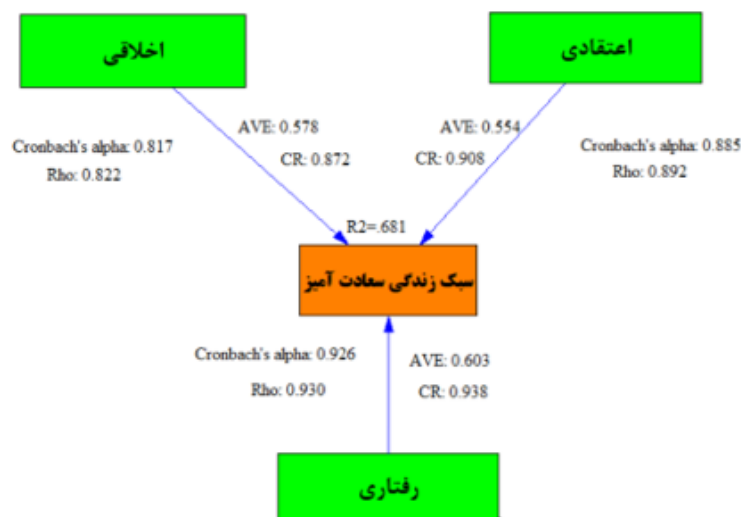 اخلاقی
اعتقادی
AVE: 0.578
AVE: 0.554
Cronbach's alpha: 0.817
CR: 0.872
CR: 0.908
Cronbach's alpha: 0.885
Rho: 0.822
Rho: 0.892
R2=.681
سبک زندگی سعادت آمیز
Cronbach's alpha: 0.926
AVE: 0.603
Rho: 0.930
CR: 0.938
رفتاری